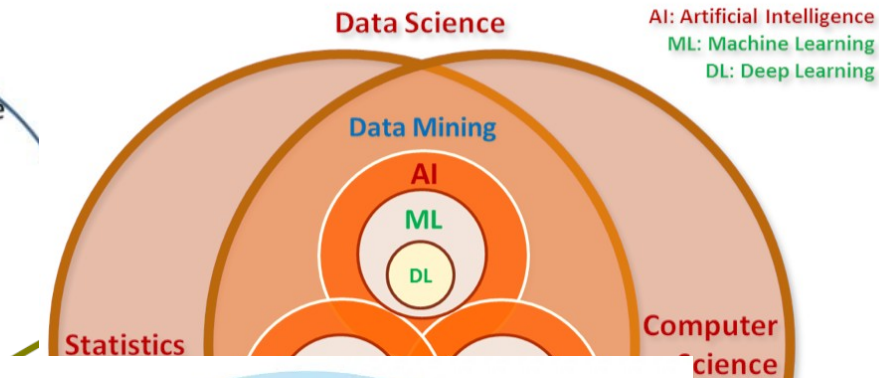 Data Science
AI: Artificial Intelligence
ML: Machine Learning
DL: Deep Learning
Data Mining
AI
ML
DL
Statistics
Computer